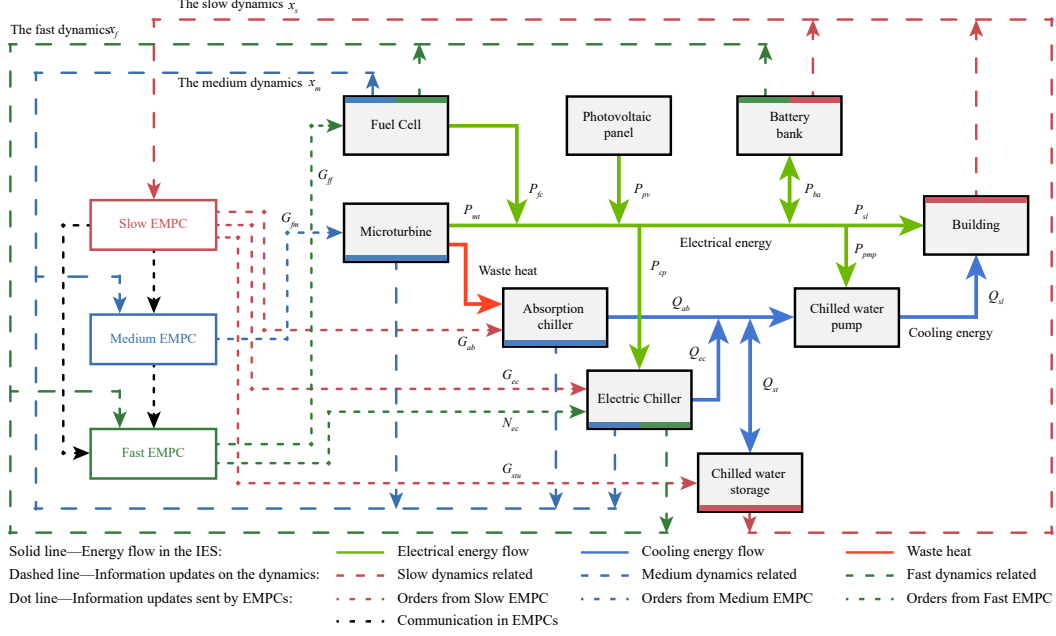 The slow dynamics x_s
The fast dynamics x_f
The medium dynamics x_m
Fuel Cell
Photovoltaic
panel
Battery
bank
G_ff
P_fc
P_pv
P_ba
Slow EMPC
G_fm
Microturbine
P_mt
P_sl
Building
Electrical energy
P_pmp
Waste heat
P_cp
Absorption
chiller
Q_ab
Chilled water
pump
Q_sl
Cooling energy
Medium EMPC
G_ab
Q_ec
G_ec
Electric Chiller
Q_st
N_ec
Fast EMPC
G_stu
Chilled water
storage
Solid line—Energy flow in the IES: Electrical energy flow Cooling energy flow Waste heat
Dashed line—Information updates on the dynamics: Slow dynamics related Medium dynamics related Fast dynamics related
Dot line—Information updates sent by EMPCs: Orders from Slow EMPC Orders from Medium EMPC Orders from Fast EMPC
Communication in EMPCs